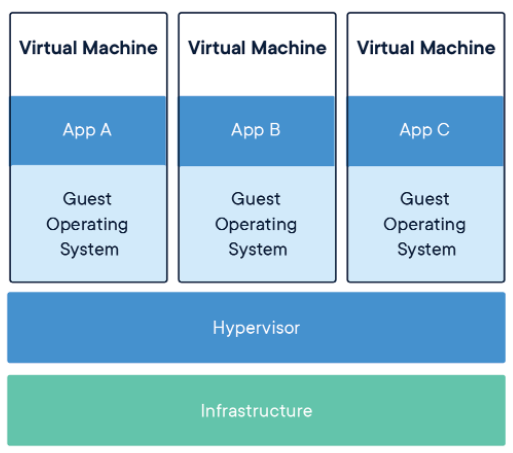 Virtual Machine
Virtual Machine
Virtual Machine
App A
App B
App C
Guest
Operating
System
Guest
Operating
System
Guest
Operating
System
Hypervisor
Infrastructure